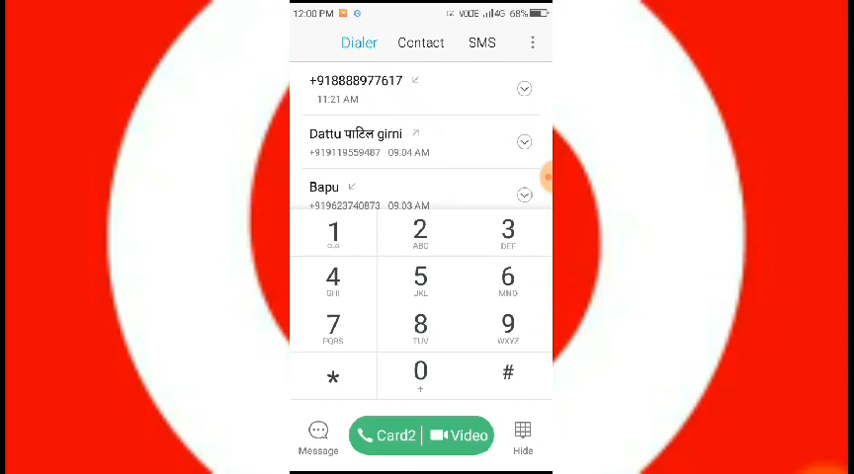 12:00 PM VOLTE 4G 68%
Dialer Contact SMS
+918888977617
11:21 AM
Dattu पाटिल girni
+919119559487 09:04 AM
Bapu
+919623740873 09:03 AM
1 2 3
ABC DEF
4 5 6
GHI JKL MNO
7 8 9
PQRS TUV WXYZ
* 0 #
+
Card2 Video
Message Hide